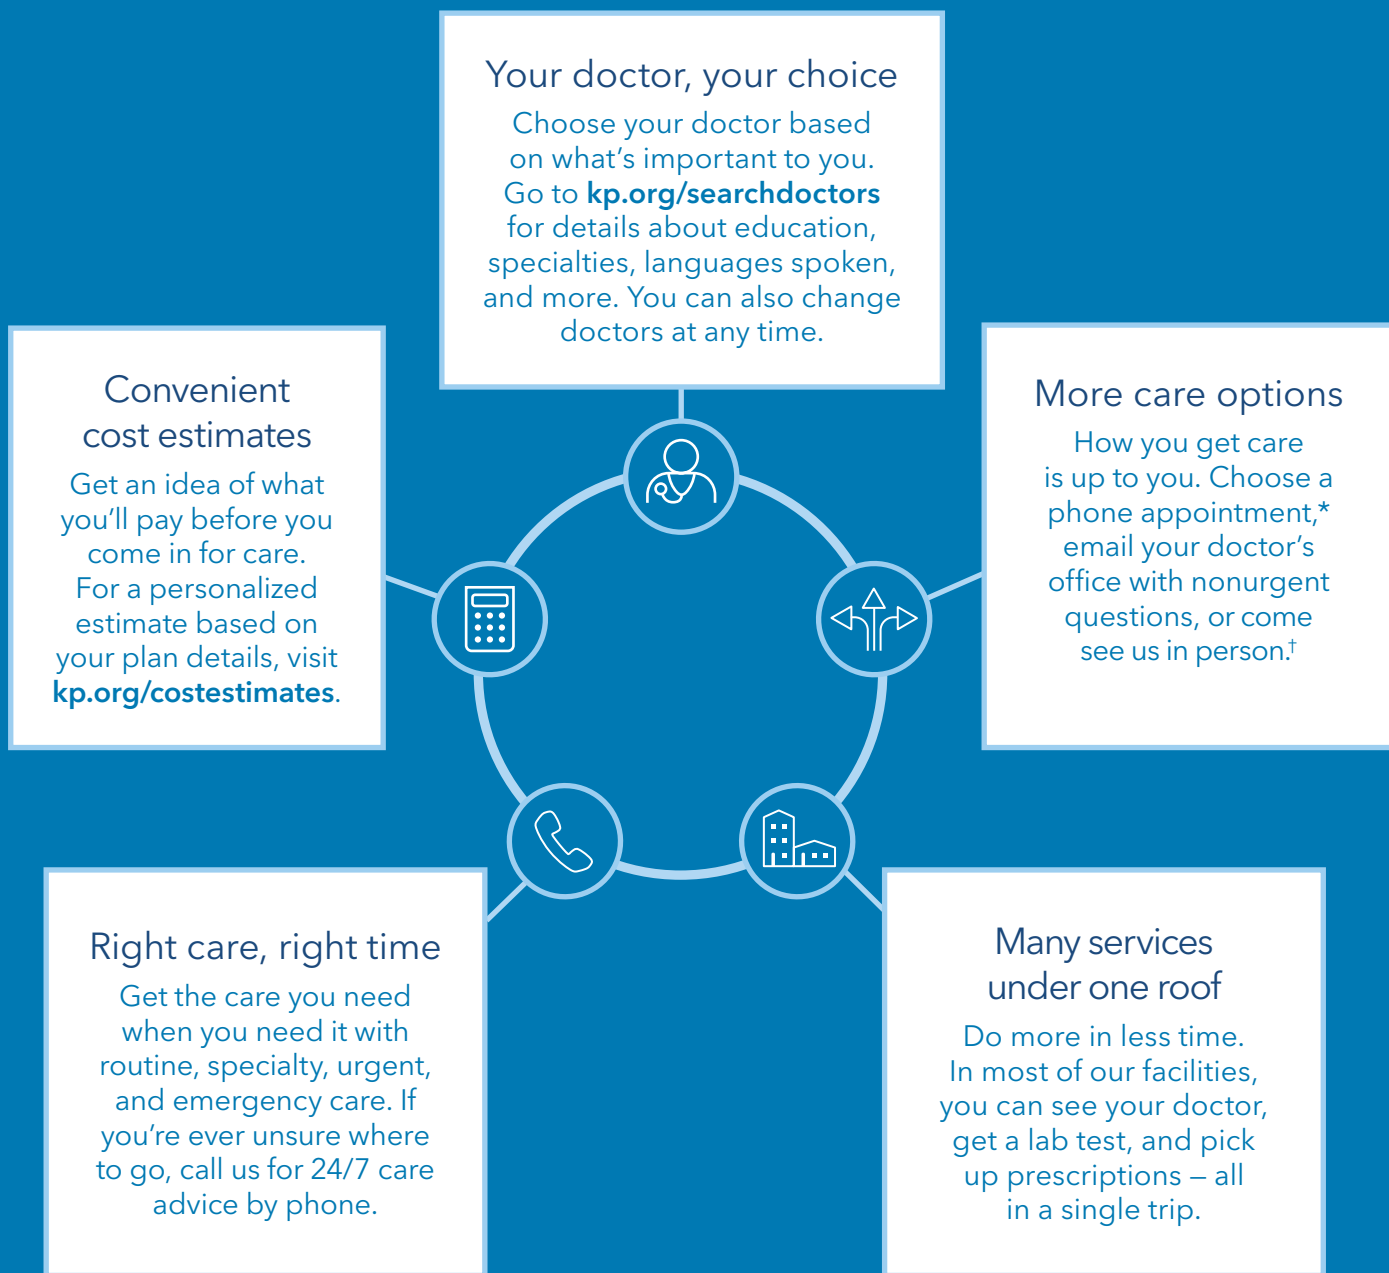 Your doctor, your choice
Choose your doctor based
on what’s important to you.
Go to kp.org/searchdoctors
for details about education,
specialties, languages spoken,
and more. You can also change
doctors at any time.
Convenient
cost estimates
Get an idea of what
you’ll pay before you
come in for care.
For a personalized
estimate based on
your plan details, visit
kp.org/costestimates.
More care options
How you get care
is up to you. Choose a
phone appointment,*
email your doctor’s
office with nonurgent
questions, or come
see us in person.†
Right care, right time
Get the care you need
when you need it with
routine, specialty, urgent,
and emergency care. If
you’re ever unsure where
to go, call us for 24/7 care
advice by phone.
Many services
under one roof
Do more in less time.
In most of our facilities,
you can see your doctor,
get a lab test, and pick
up prescriptions – all
in a single trip.